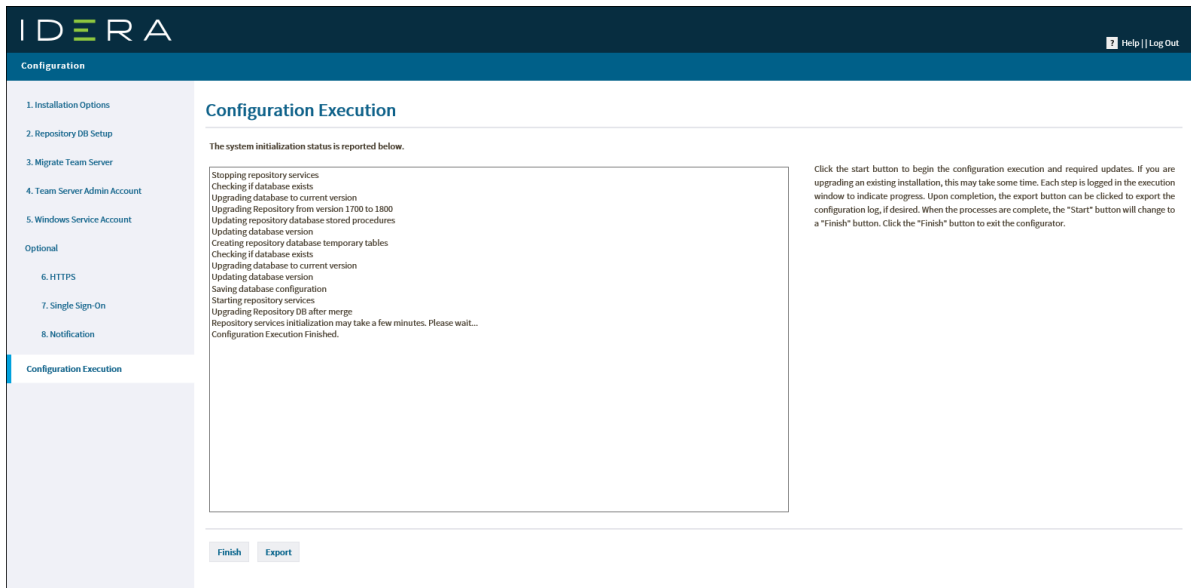 IDERA
? Help || Log Out
Configuration
1. Installation Options
2. Repository DB Setup
3. Migrate Team Server
4. Team Server Admin Account
5. Windows Service Account
Optional
6. HTTPS
7. Single Sign-On
8. Notification
Configuration Execution
Configuration Execution
The system initialization status is reported below.
Stopping repository services
Checking if database exists
Upgrading database to current version
Upgrading Repository from version 1700 to 1800
Updating repository database stored procedures
Updating database version
Creating repository database temporary tables
Checking if database exists
Upgrading database to current version
Updating database version
Saving database configuration
Starting repository services
Upgrading Repository DB after merge
Repository services initialization may take a few minutes. Please wait...
Configuration Execution Finished.
Click the start button to begin the configuration execution and required updates. If you are
upgrading an existing installation, this may take some time. Each step is logged in the execution
window to indicate progress. Upon completion, the export button can be clicked to export the
configuration log, if desired. When the processes are complete, the "Start" button will change to
a "Finish" button. Click the "Finish" button to exit the configurator.
Finish Export